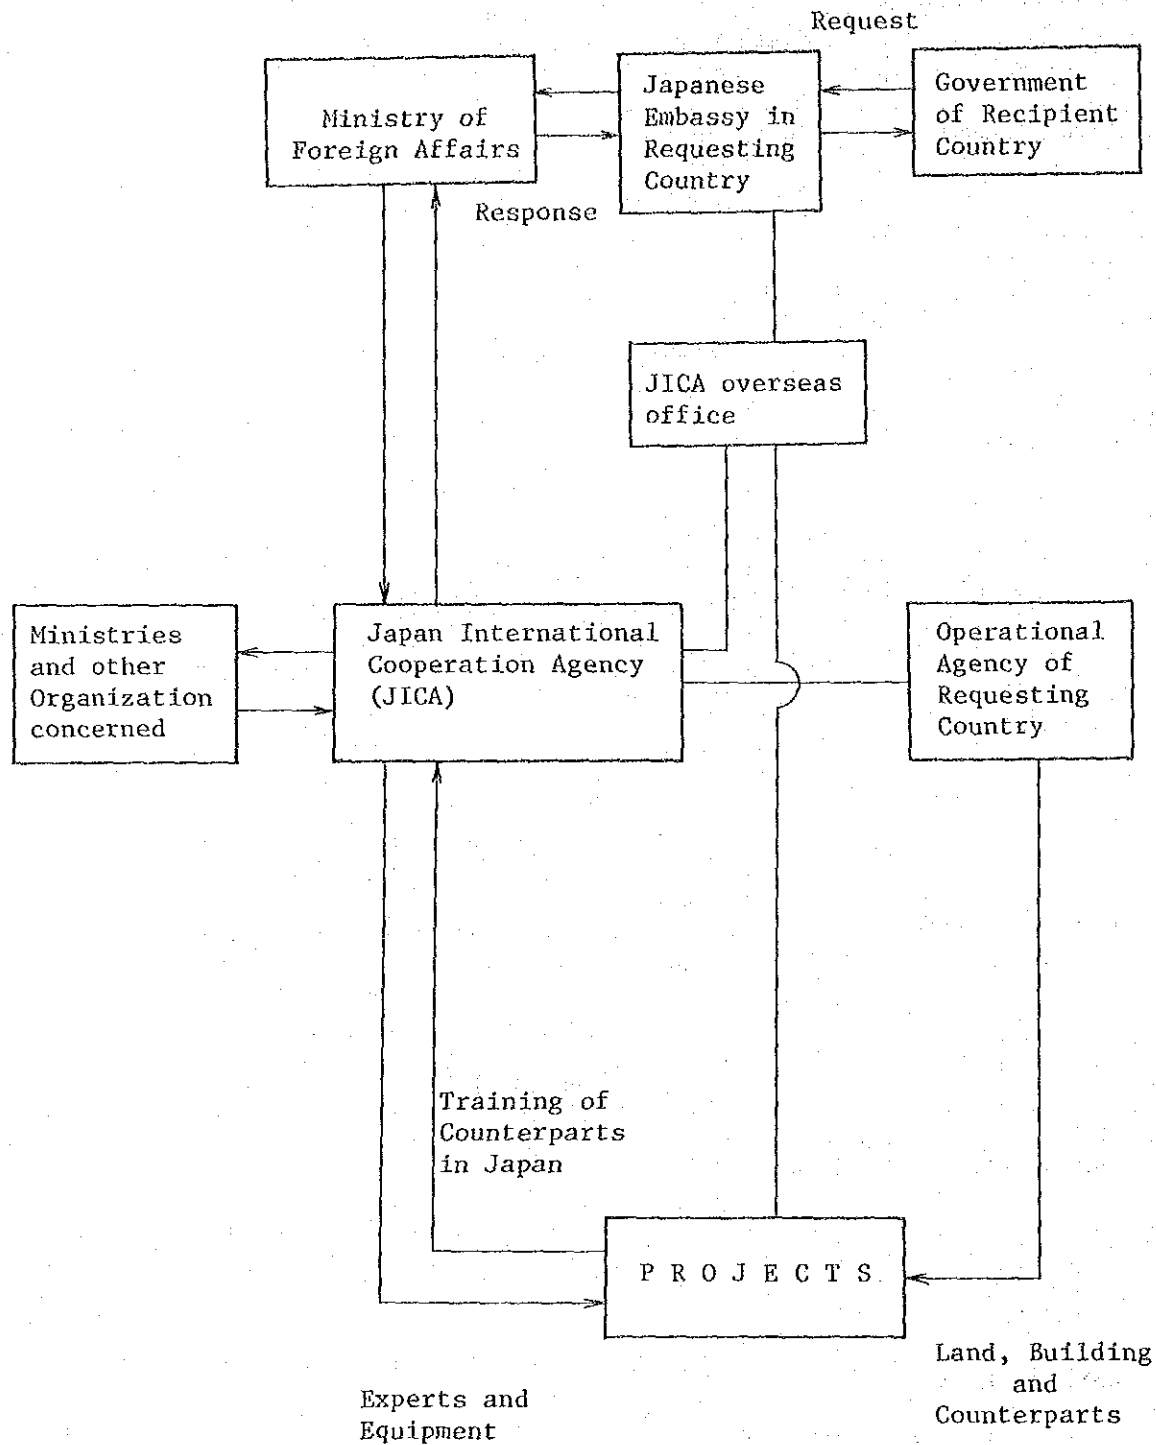 Request
Ministry of
Foreign Affairs
Japanese
Embassy in
Requesting
Country
Government
of Recipient
Country
Response
JICA overseas
office
Ministries
and other
Organization
concerned
Japan International
Cooperation Agency
(JICA)
Operational
Agency of
Requesting
Country
Training of
Counterparts
in Japan
P R O J E C T S
Land, Building
and
Counterparts
Experts and
Equipment